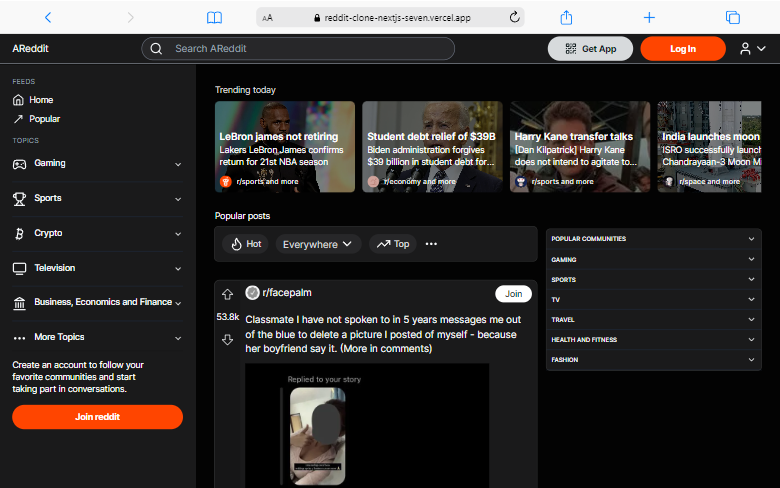 AA reddit-clone-nextjs-seven.vercel.app
AReddit
Search AReddit
Get App
Log In
FEEDS
Home
Popular
TOPICS
Gaming
Sports
Crypto
Television
Business, Economics and Finance
More Topics
Create an account to follow your
favorite communities and start
taking part in conversations.
Join reddit
Trending today
LeBron james not retiring
Lakers LeBron James confirms
return for 21st NBA season
r/sports and more
Student debt relief of $39B
Biden administration forgives
$39 billion in student debt for...
r/economy and more
Harry Kane transfer talks
[Dan Kilpatrick] Harry Kane
does not intend to agitate to...
r/sports and more
India launches moon
ISRO successfully launch
Chandrayaan-3 Moon M
r/space and more
Popular posts
Hot
Everywhere
Top
r/facepalm
Join
53.8k
Classmate I have not spoken to in 5 years messages me out
of the blue to delete a picture I posted of myself - because
her boyfriend say it. (More in comments)
Replied to your story
POPULAR COMMUNITIES
GAMING
SPORTS
TV
TRAVEL
HEALTH AND FITNESS
FASHION